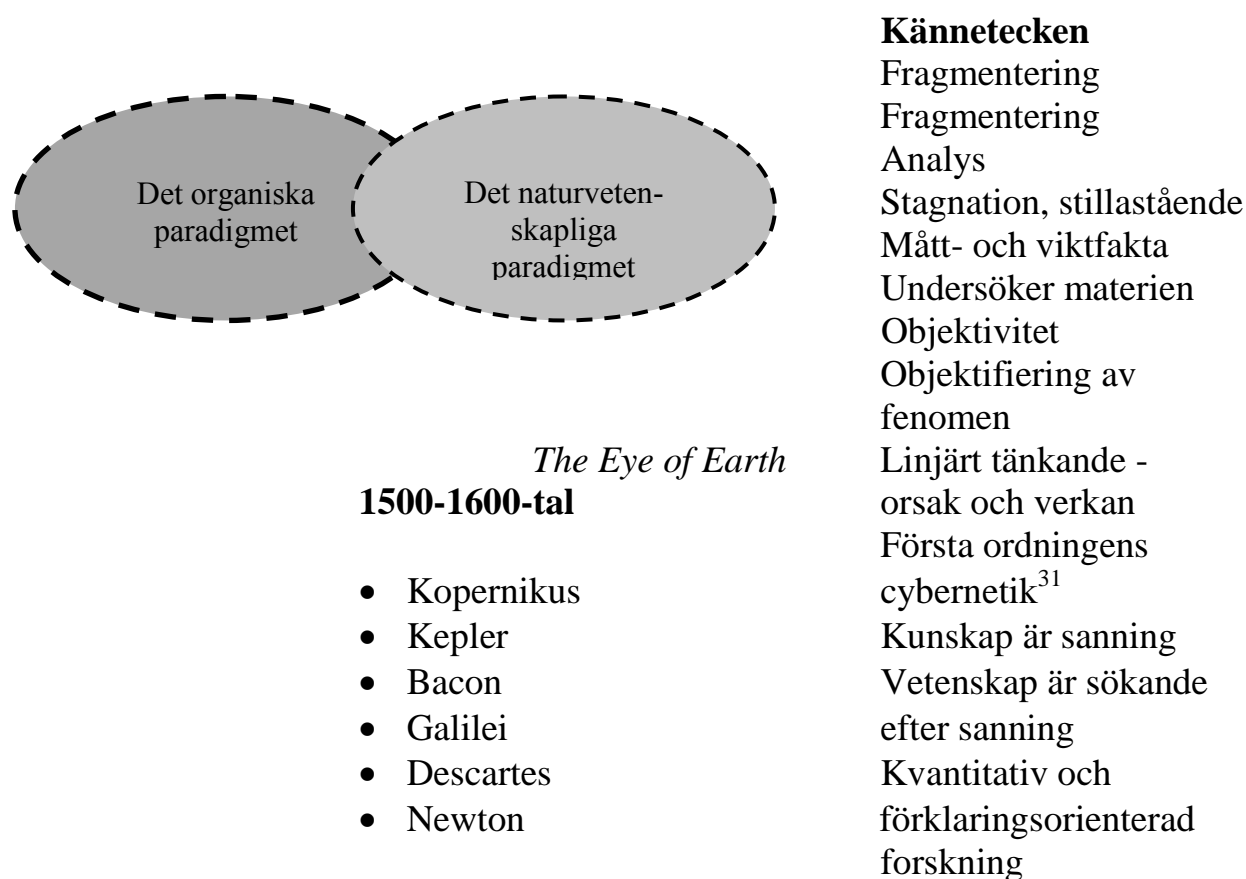 Det organiska
paradigmet
Det naturveten-
skapliga
paradigmet
The Eye of Earth
1500-1600-tal
• Kopernikus
• Kepler
• Bacon
• Galilei
• Descartes
• Newton
Kännetecken
Fragmentering
Fragmentering
Analys
Stagnation, stillastående
Mått- och viktfakta
Undersöker materien
Objektivitet
Objektifiering av
fenomen
Linjärt tänkande -
orsak och verkan
Första ordningens
cybernetik31
Kunskap är sanning
Vetenskap är sökande
efter sanning
Kvantitativ och
förklaringsorienterad
forskning